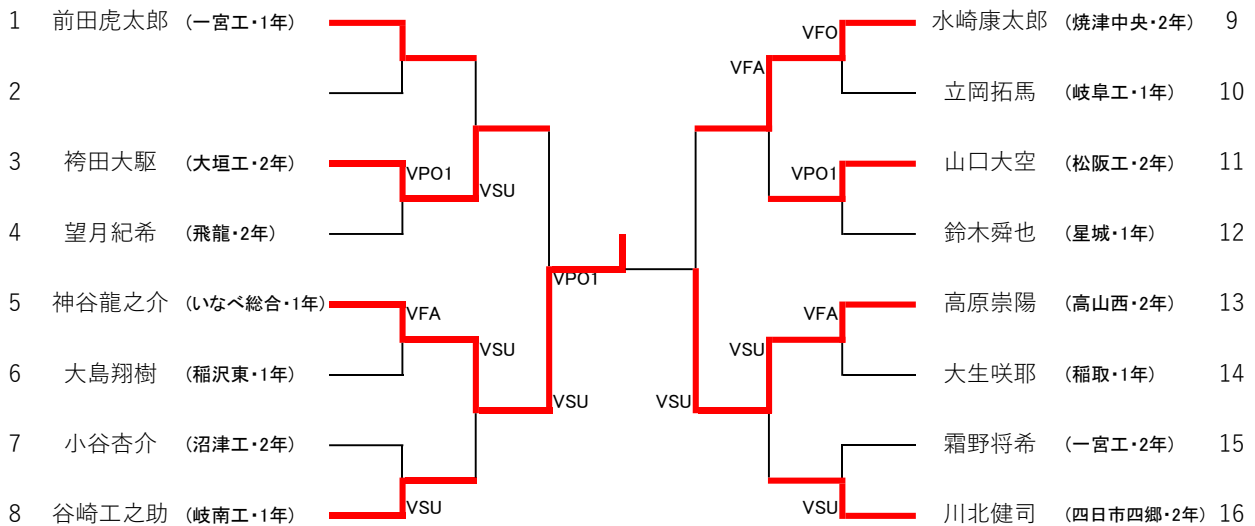 1 前田虎太郎 (一宮工・1年)
2
3 袴田大駆 (大垣工・2年)
4 望月紀希 (飛龍・2年)
5 神谷龍之介 (いなべ総合・1年)
6 大島翔樹 (稲沢東・1年)
7 小谷杏介 (沼津工・2年)
8 谷崎工之助 (岐南工・1年)
VPO1
VSU
VFA
VSU
VSU
VSU
VPO1
VFO
VFA
VPO1
VFA
VSU
VSU
VSU
水崎康太郎 (焼津中央・2年) 9
立岡拓馬 (岐阜工・1年) 10
山口大空 (松阪工・2年) 11
鈴木舜也 (星城・1年) 12
高原崇陽 (高山西・2年) 13
大生咲耶 (稲取・1年) 14
霜野将希 (一宮工・2年) 15
川北健司 (四日市四郷・2年) 16